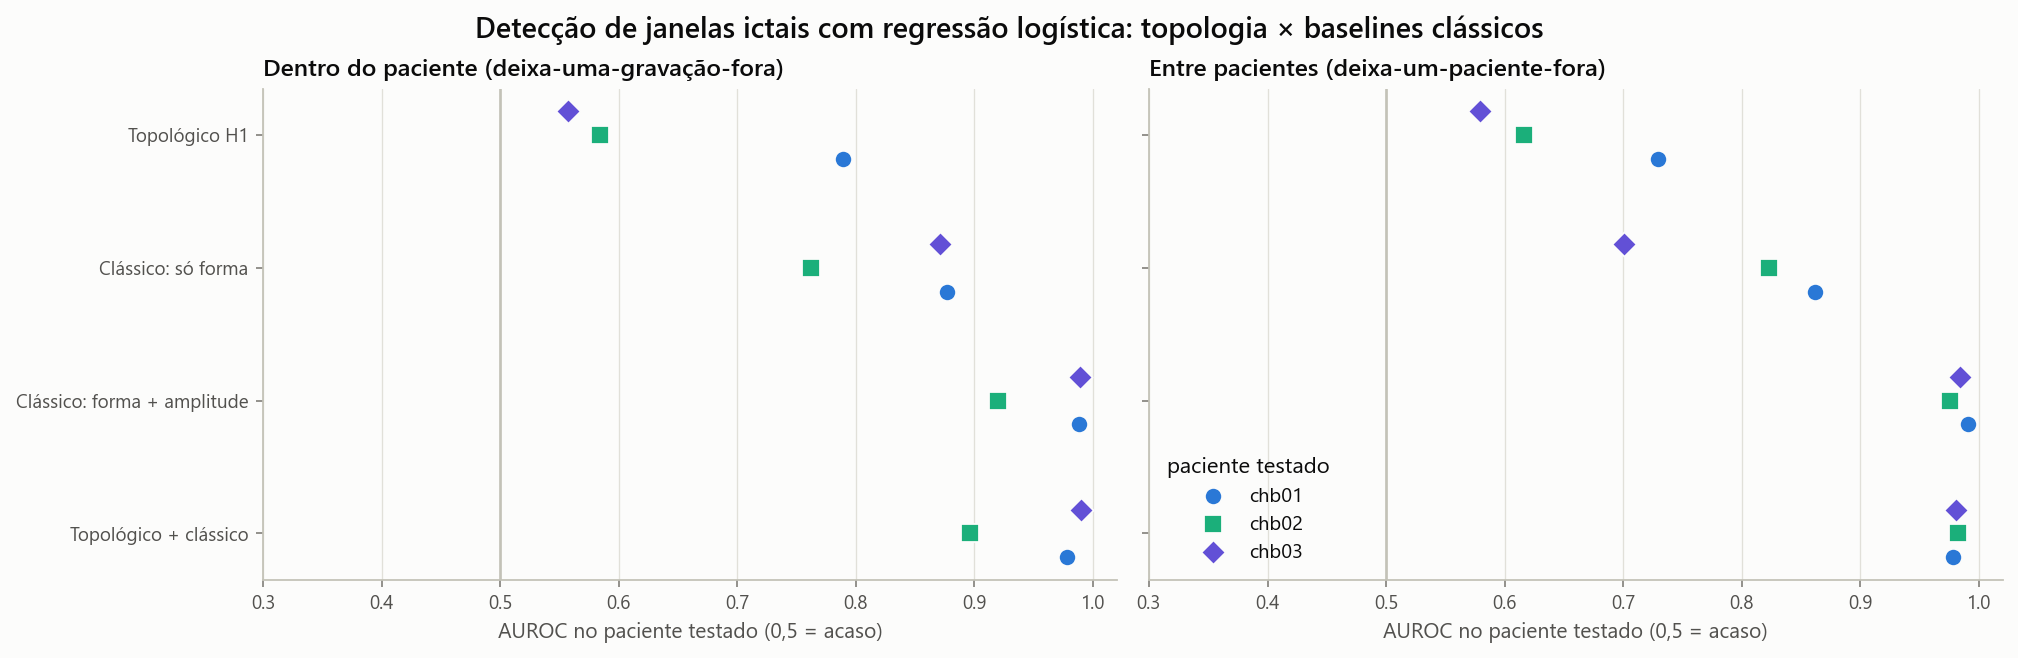 Detecção de janelas ictais com regressão logística: topologia × baselines clássicos
Dentro do paciente (deixa-uma-gravação-fora)
Topológico H1
Clássico: só forma
Clássico: forma + amplitude
Topológico + clássico
0.3 0.4 0.5 0.6 0.7 0.8 0.9 1.0
AUROC no paciente testado (0,5 = acaso)
Entre pacientes (deixa-um-paciente-fora)
paciente testado
chb01
chb02
chb03
0.3 0.4 0.5 0.6 0.7 0.8 0.9 1.0
AUROC no paciente testado (0,5 = acaso)